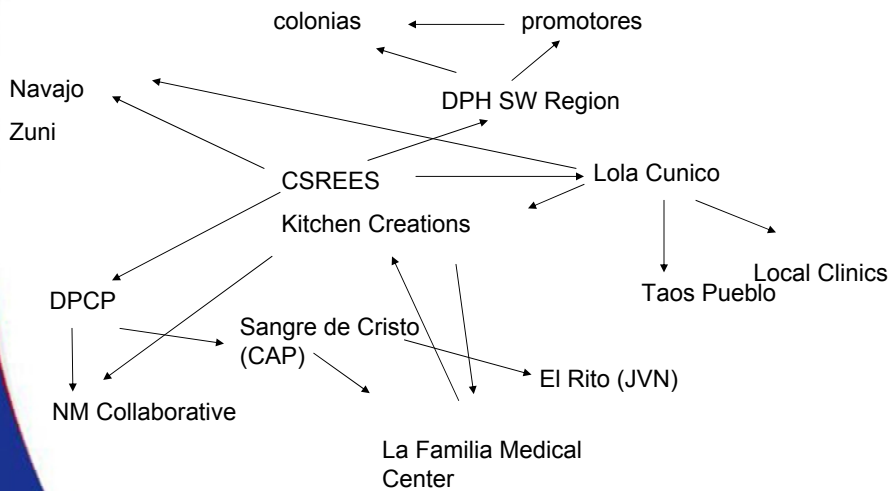 colonias
promotores
Navajo
DPH SW Region
Zuni
Lola Cunico
CSREES
Kitchen Creations
Local Clinics
Taos Pueblo
DPCP
Sangre de Cristo
(CAP)
El Rito (JVN)
NM Collaborative
La Familia Medical
Center